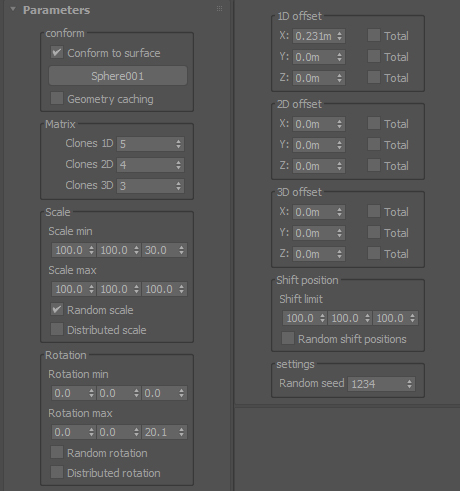 Parameters
conform
Conform to surface
Sphere001
Geometry caching
Matrix
Clones 1D 5
Clones 2D 4
Clones 3D 3
Scale
Scale min
100.0 100.0 30.0
Scale max
100.0 100.0 100.0
Random scale
Distributed scale
Rotation
Rotation min
0.0 0.0 0.0
Rotation max
0.0 0.0 20.1
Random rotation
Distributed rotation
1D offset
X: 0.231m Total
Y: 0.0m Total
Z: 0.0m Total
2D offset
X: 0.0m Total
Y: 0.0m Total
Z: 0.0m Total
3D offset
X: 0.0m Total
Y: 0.0m Total
Z: 0.0m Total
Shift position
Shift limit
100.0 100.0 100.0
Random shift positions
settings
Random seed 1234